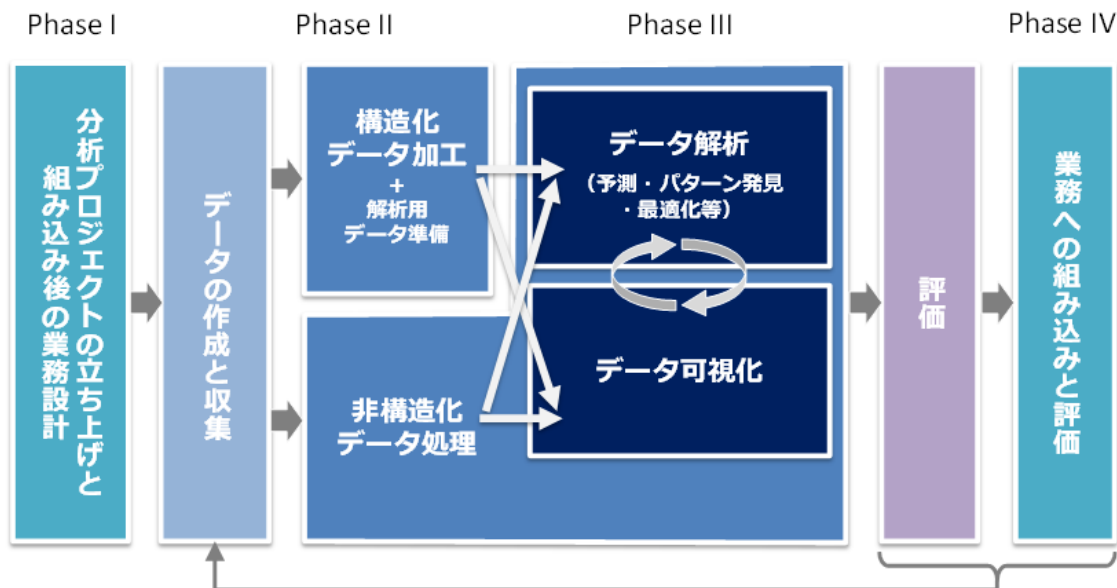 Phase I
Phase II
Phase III
Phase IV
分析プロジェクトの立ち上げと
組み込み後の業務設計
データの作成と収集
構造化
データ加工
+
解析用
データ準備
非構造化
データ処理
データ解析
（予測・パターン発見
・最適化等）
データ可視化
評価
業務への組み込みと評価